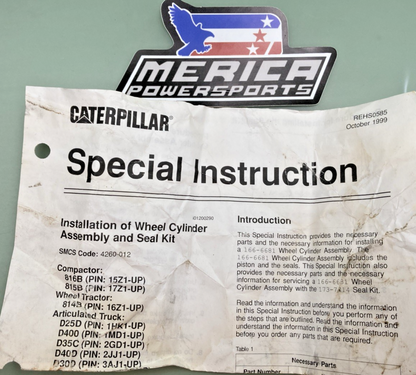 MERICA
POWERSPORTS
CATERPILLAR®
REHS0565
October 1999
Special Instruction
i01200260
Installation of Wheel Cylinder
Assembly and Seal Kit
SMCS Code: 4260-012
Compactor:
816B (PIN: 15Z1-UP)
815B (PIN: 17Z1-UP)
Wheel Tractor:
814B (PIN: 16Z1-UP)
Articulated Truck:
D25D (PIN: 1HK1-UP)
D400 (PIN: 1MD1-UP)
D35C (PIN: 2GD1-UP)
D40D (PIN: 2JJ1-UP)
D30D (PIN: 3AJ1-UP)
Introduction
This Special Instruction provides the necessary
parts and the necessary information for installing
a 166-6681 Wheel Cylinder Assembly. The
166-6681 Wheel Cylinder Assembly includes the
piston and the seals. This Special Instruction also
provides the necessary parts and the necessary
information for servicing a 166-6681 Wheel
Cylinder Assembly with the Seal Kit.
Read the information and understand the information
in this Special Instruction before you perform any of
the steps that are outlined. Read the information and
understand the information in this Special Instruction
before you order any parts that are required.
Table 1
Necessary Parts
Part Number